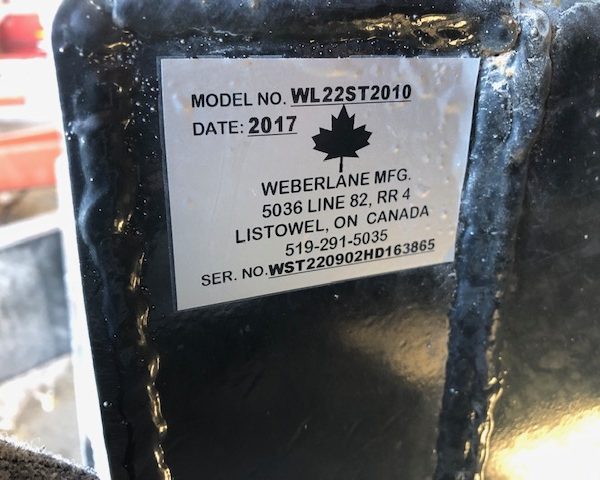 MODEL NO. WL22ST2010
DATE: 2017
WEBERLANE MFG.
5036 LINE 82, RR 4
LISTOWEL, ON CANADA
519-291-5035
SER. NO.WST220902HD163865